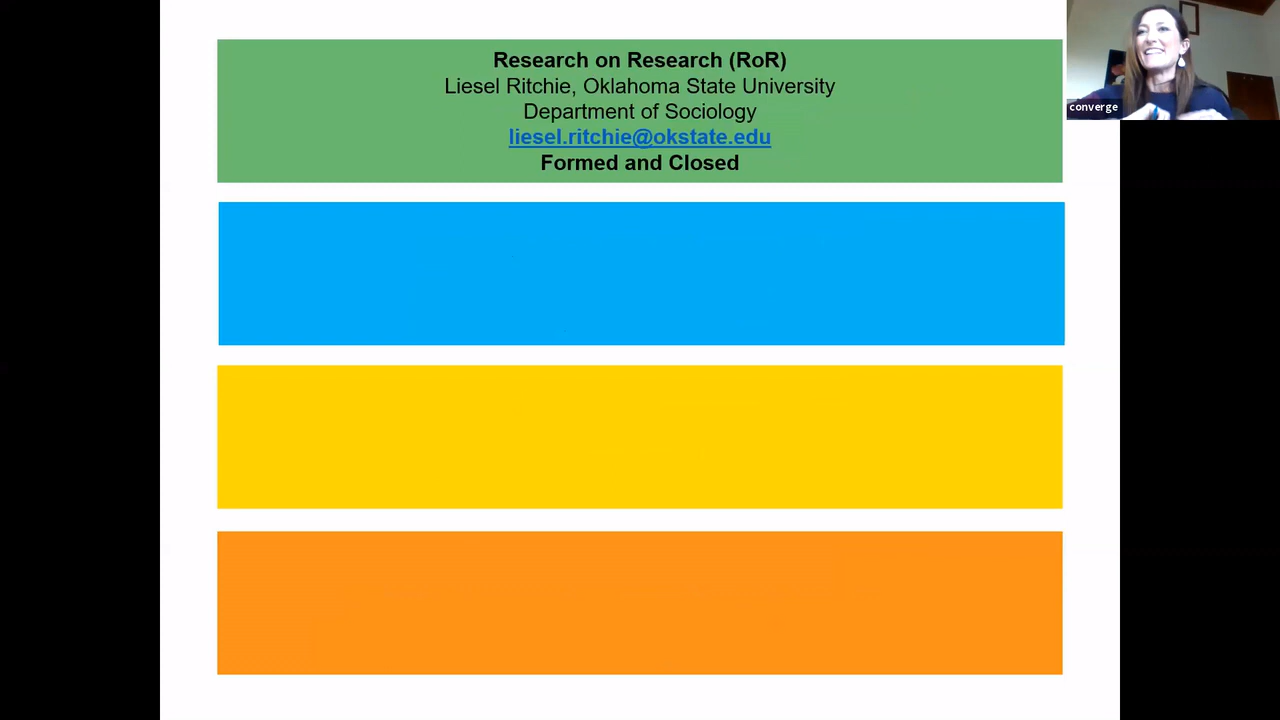 Research on Research (RoR)
Liesel Ritchie, Oklahoma State University
Department of Sociology
liesel.ritchie@okstate.edu
Formed and Closed
converge